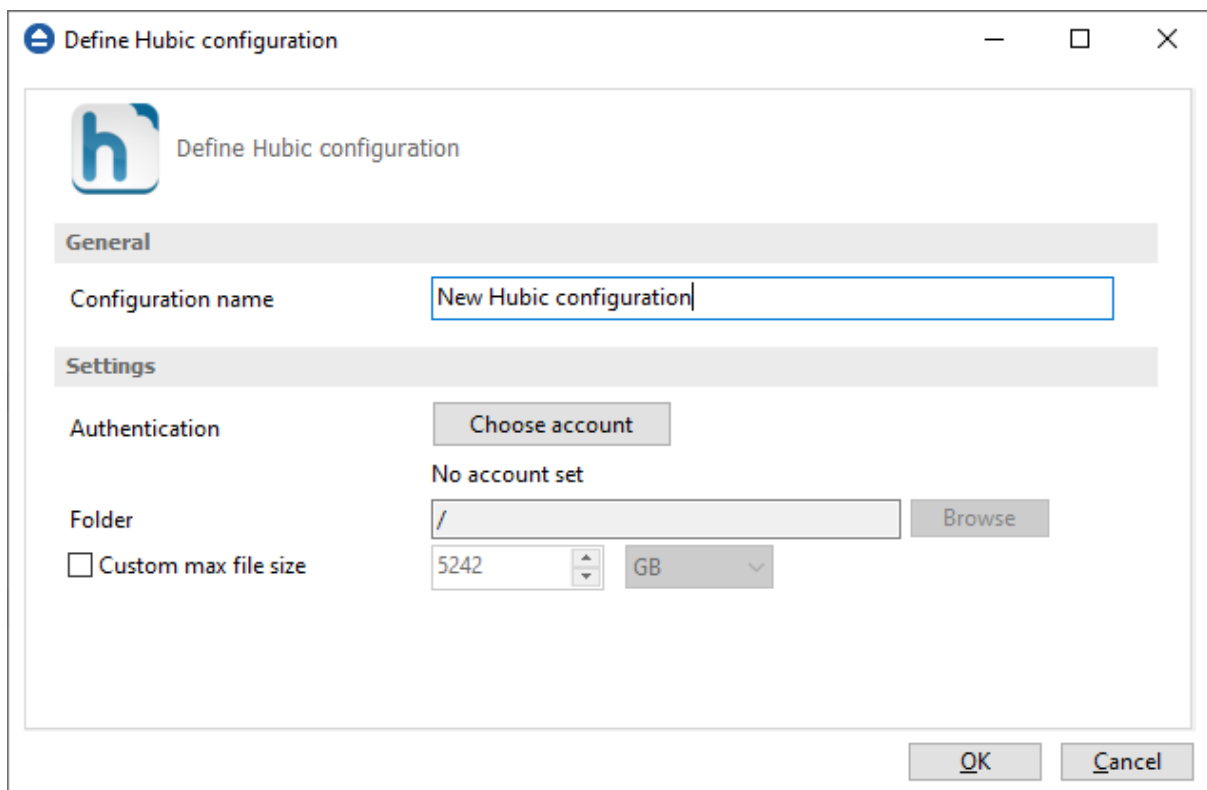 Define Hubic configuration
h
Define Hubic configuration
General
Configuration name New Hubic configuration
Settings
Authentication Choose account
No account set
Folder / Browse
Custom max file size 5242 GB
OK Cancel